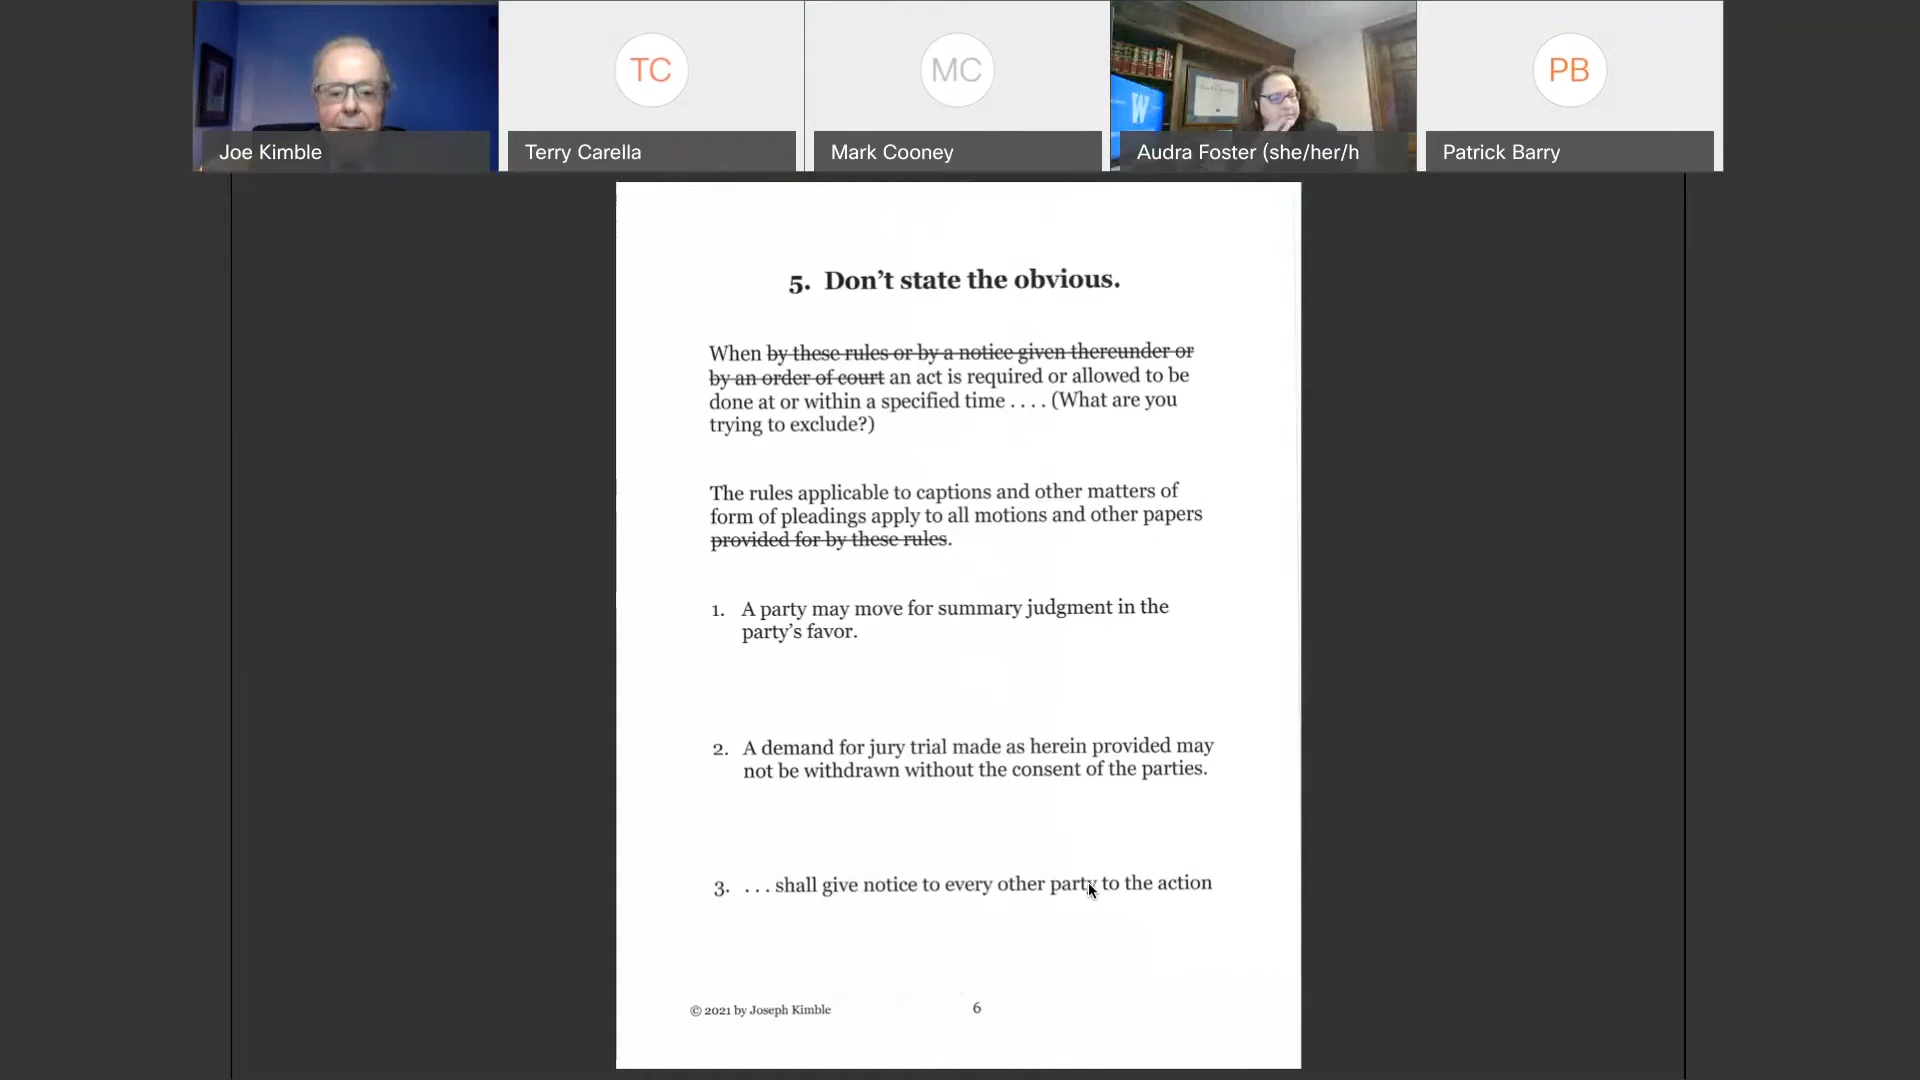 TC
MC
W
PB
Joe Kimble
Terry Carella
Mark Cooney
Audra Foster (she/her/h
Patrick Barry
5. Don’t state the obvious.
When by these rules or by a notice given thereunder or
by an order of court an act is required or allowed to be
done at or within a specified time . . . . (What are you
trying to exclude?)
The rules applicable to captions and other matters of
form of pleadings apply to all motions and other papers
provided for by these rules.
1. A party may move for summary judgment in the
party’s favor.
2. A demand for jury trial made as herein provided may
not be withdrawn without the consent of the parties.
3. . . . shall give notice to every other party to the action
© 2021 by Joseph Kimble
6